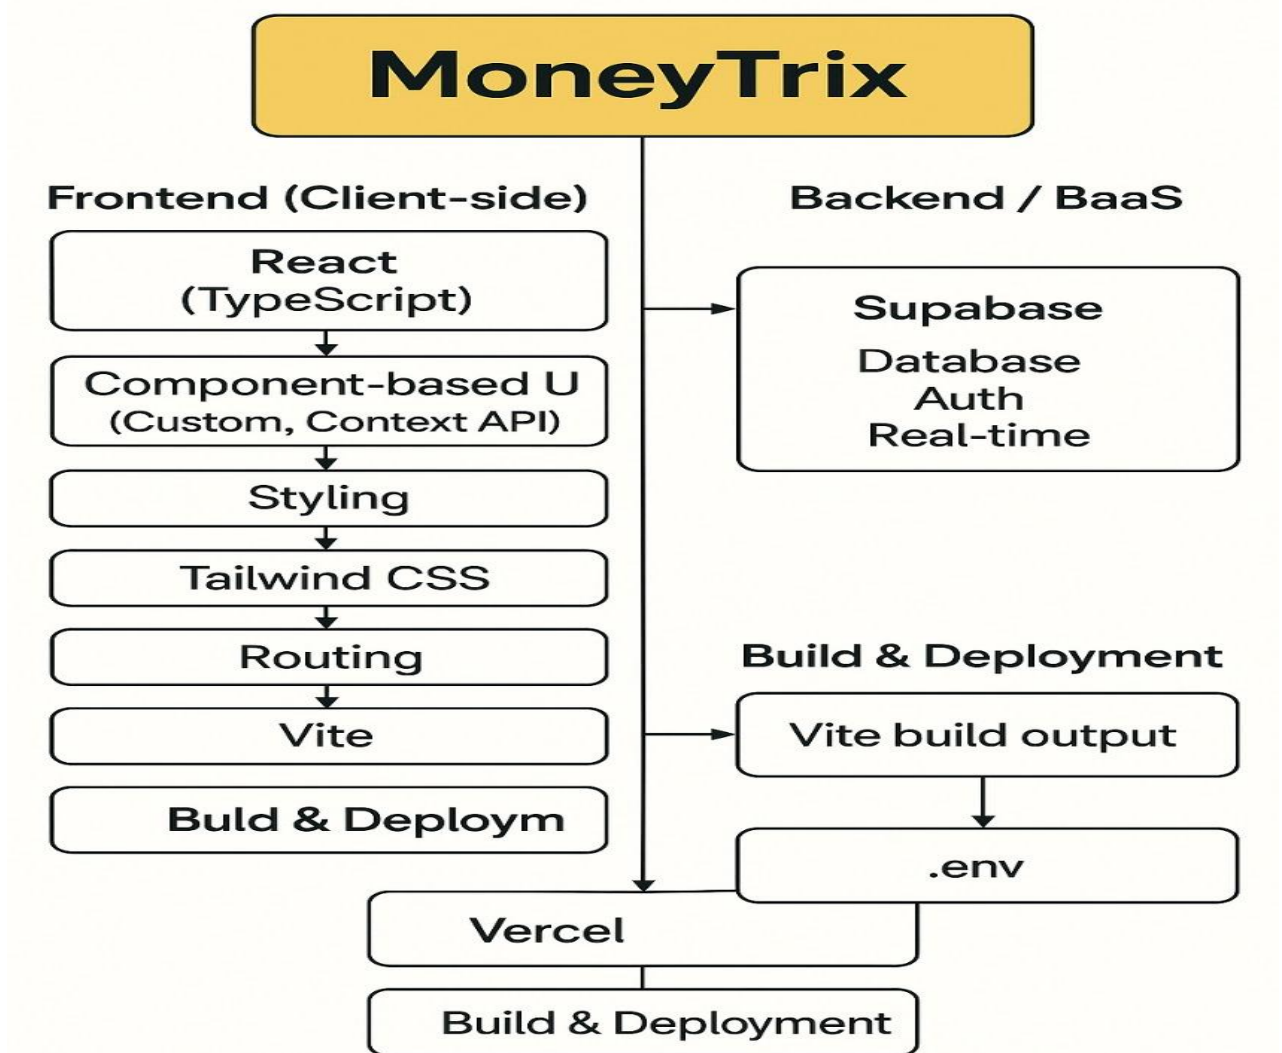 MoneyTrix
Frontend (Client-side)
React
(TypeScript)
Component-based U
(Custom, Context API)
Styling
Tailwind CSS
Routing
Vite
Buld & Deploym
Backend / BaaS
Supabase
Database
Auth
Real-time
Build & Deployment
Vite build output
.env
Vercel
Build & Deployment